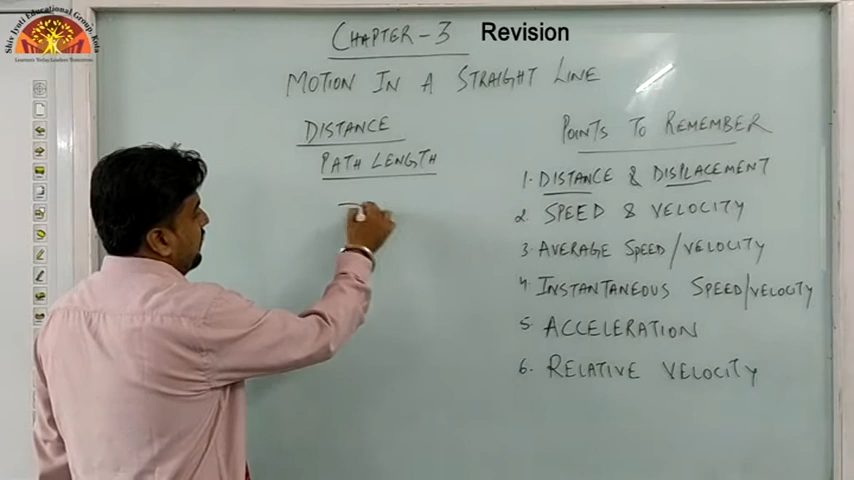 Shiv Jyoti Educational Group, Kota
CHAPTER-3 Revision
MOTION IN A STRAIGHT LINE
DISTANCE
PATH LENGTH
POINTS TO REMEMBER
1. DISTANCE & DISPLACEMENT
2. SPEED & VELOCITY
3. AVERAGE SPEED/VELOCITY
4. INSTANTANEOUS SPEED/VELOCITY
5. ACCELERATION
6. RELATIVE VELOCITY